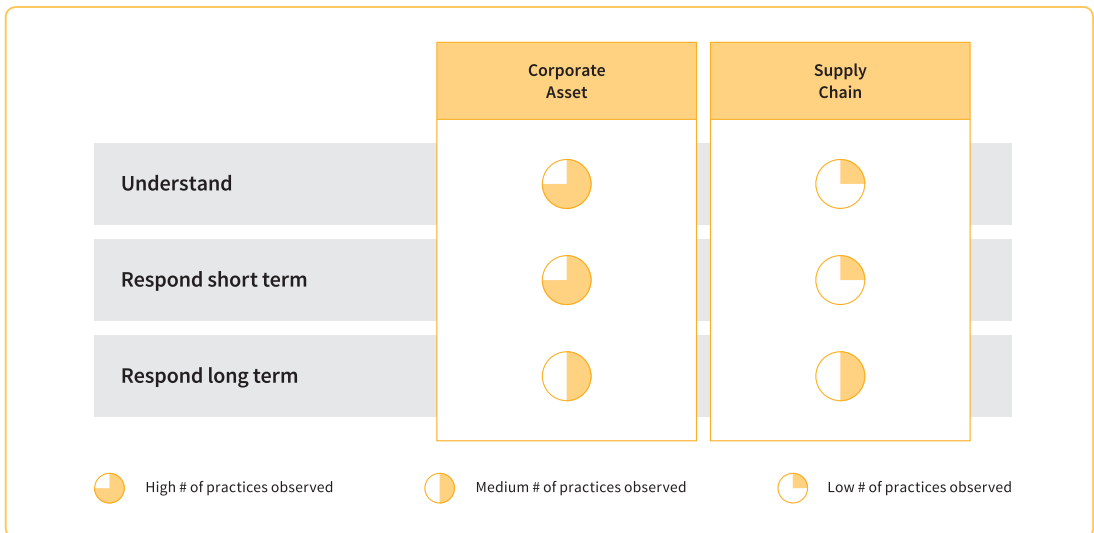 Corporate
Asset
Supply
Chain
Understand
Respond short term
Respond long term
High # of practices observed
Medium # of practices observed
Low # of practices observed